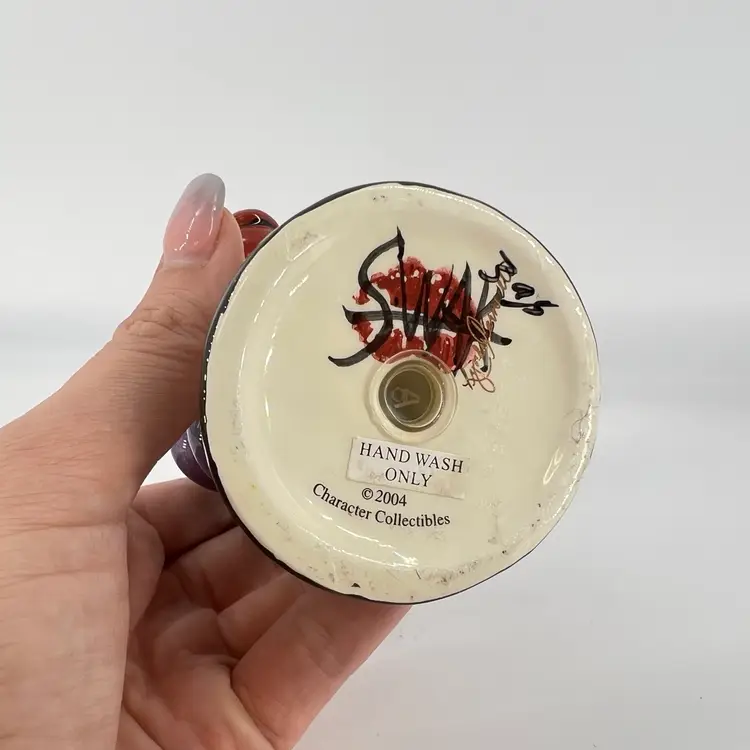 SWAK
HAND WASH
ONLY
©2004
Character Collectibles